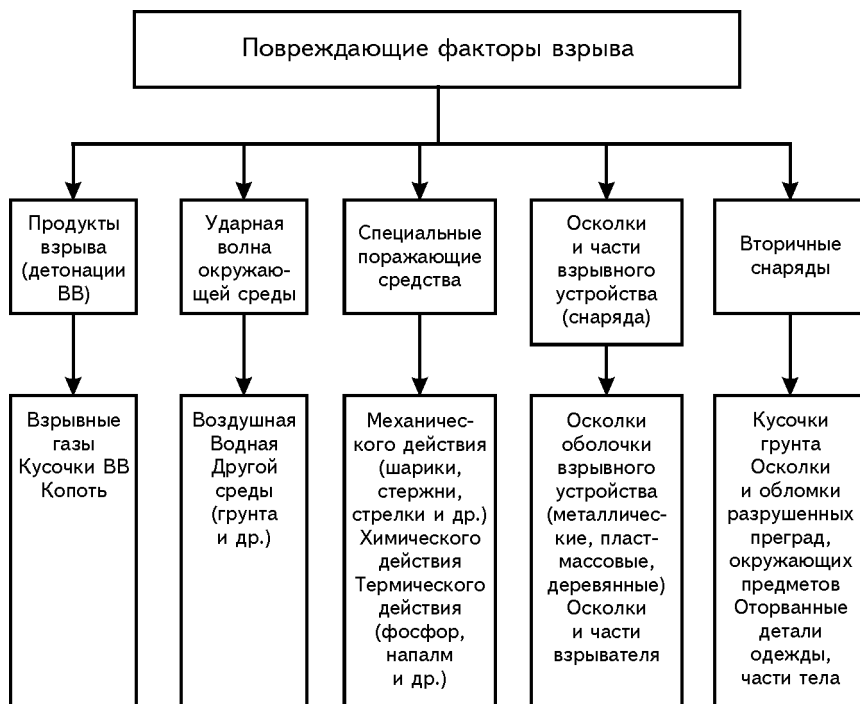 Повреждающие факторы взрыва
Продукты
взрыва
(детонации
ВВ)
Ударная
волна
окружаю-
щей среды
Специальные
поражающие
средства
Осколки
и части
взрывного
устройства
(снаряда)
Вторичные
снаряды
Взрывные
газы
Кусочки ВВ
Копоть
Воздушная
Водная
Другой
среды
(грунта
и др.)
Механичес-
кого действия
(шарики,
стержни,
стрелки и др.)
Химического
действия
Термического
действия
(фосфор,
напалм
и др.)
Осколки
оболочки
взрывного
устройства
(металличес-
кие, пласт-
массовые,
деревянные)
Осколки
и части
взрывателя
Кусочки
грунта
Осколки
и обломки
разрушенных
преград,
окружающих
предметов
Оторванные
детали
одежды,
части тела